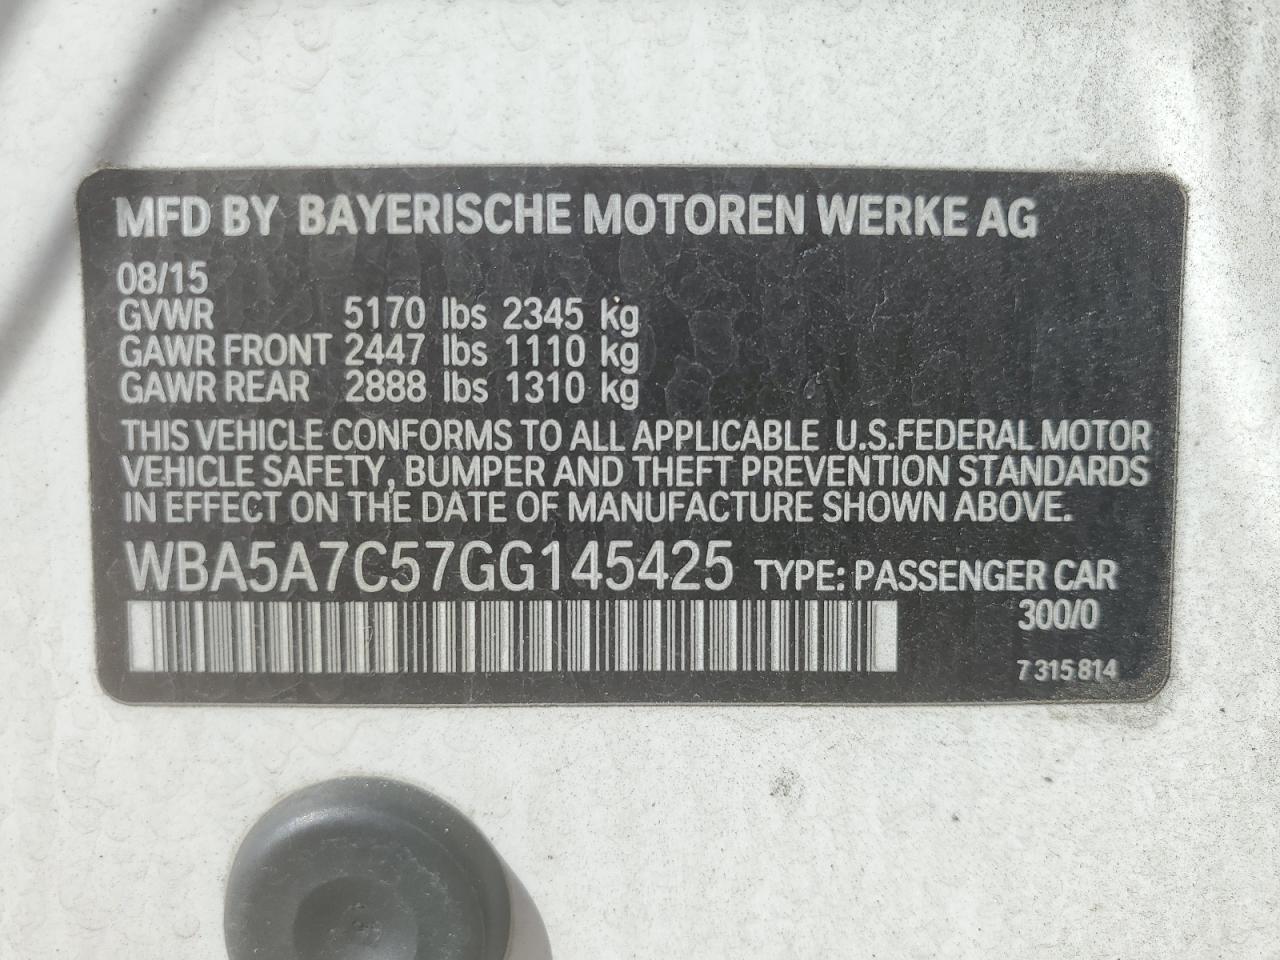 MFD BY BAYERISCHE MOTOREN WERKE AG
08/15
GVWR 5170 lbs 2345 kg
GAWR FRONT 2447 lbs 1110 kg
GAWR REAR 2888 lbs 1310 kg
THIS VEHICLE CONFORMS TO ALL APPLICABLE U.S.FEDERAL MOTOR
VEHICLE SAFETY, BUMPER AND THEFT PREVENTION STANDARDS
IN EFFECT ON THE DATE OF MANUFACTURE SHOWN ABOVE.
WBA5A7C57GG145425 TYPE: PASSENGER CAR
300/0
7 315 814